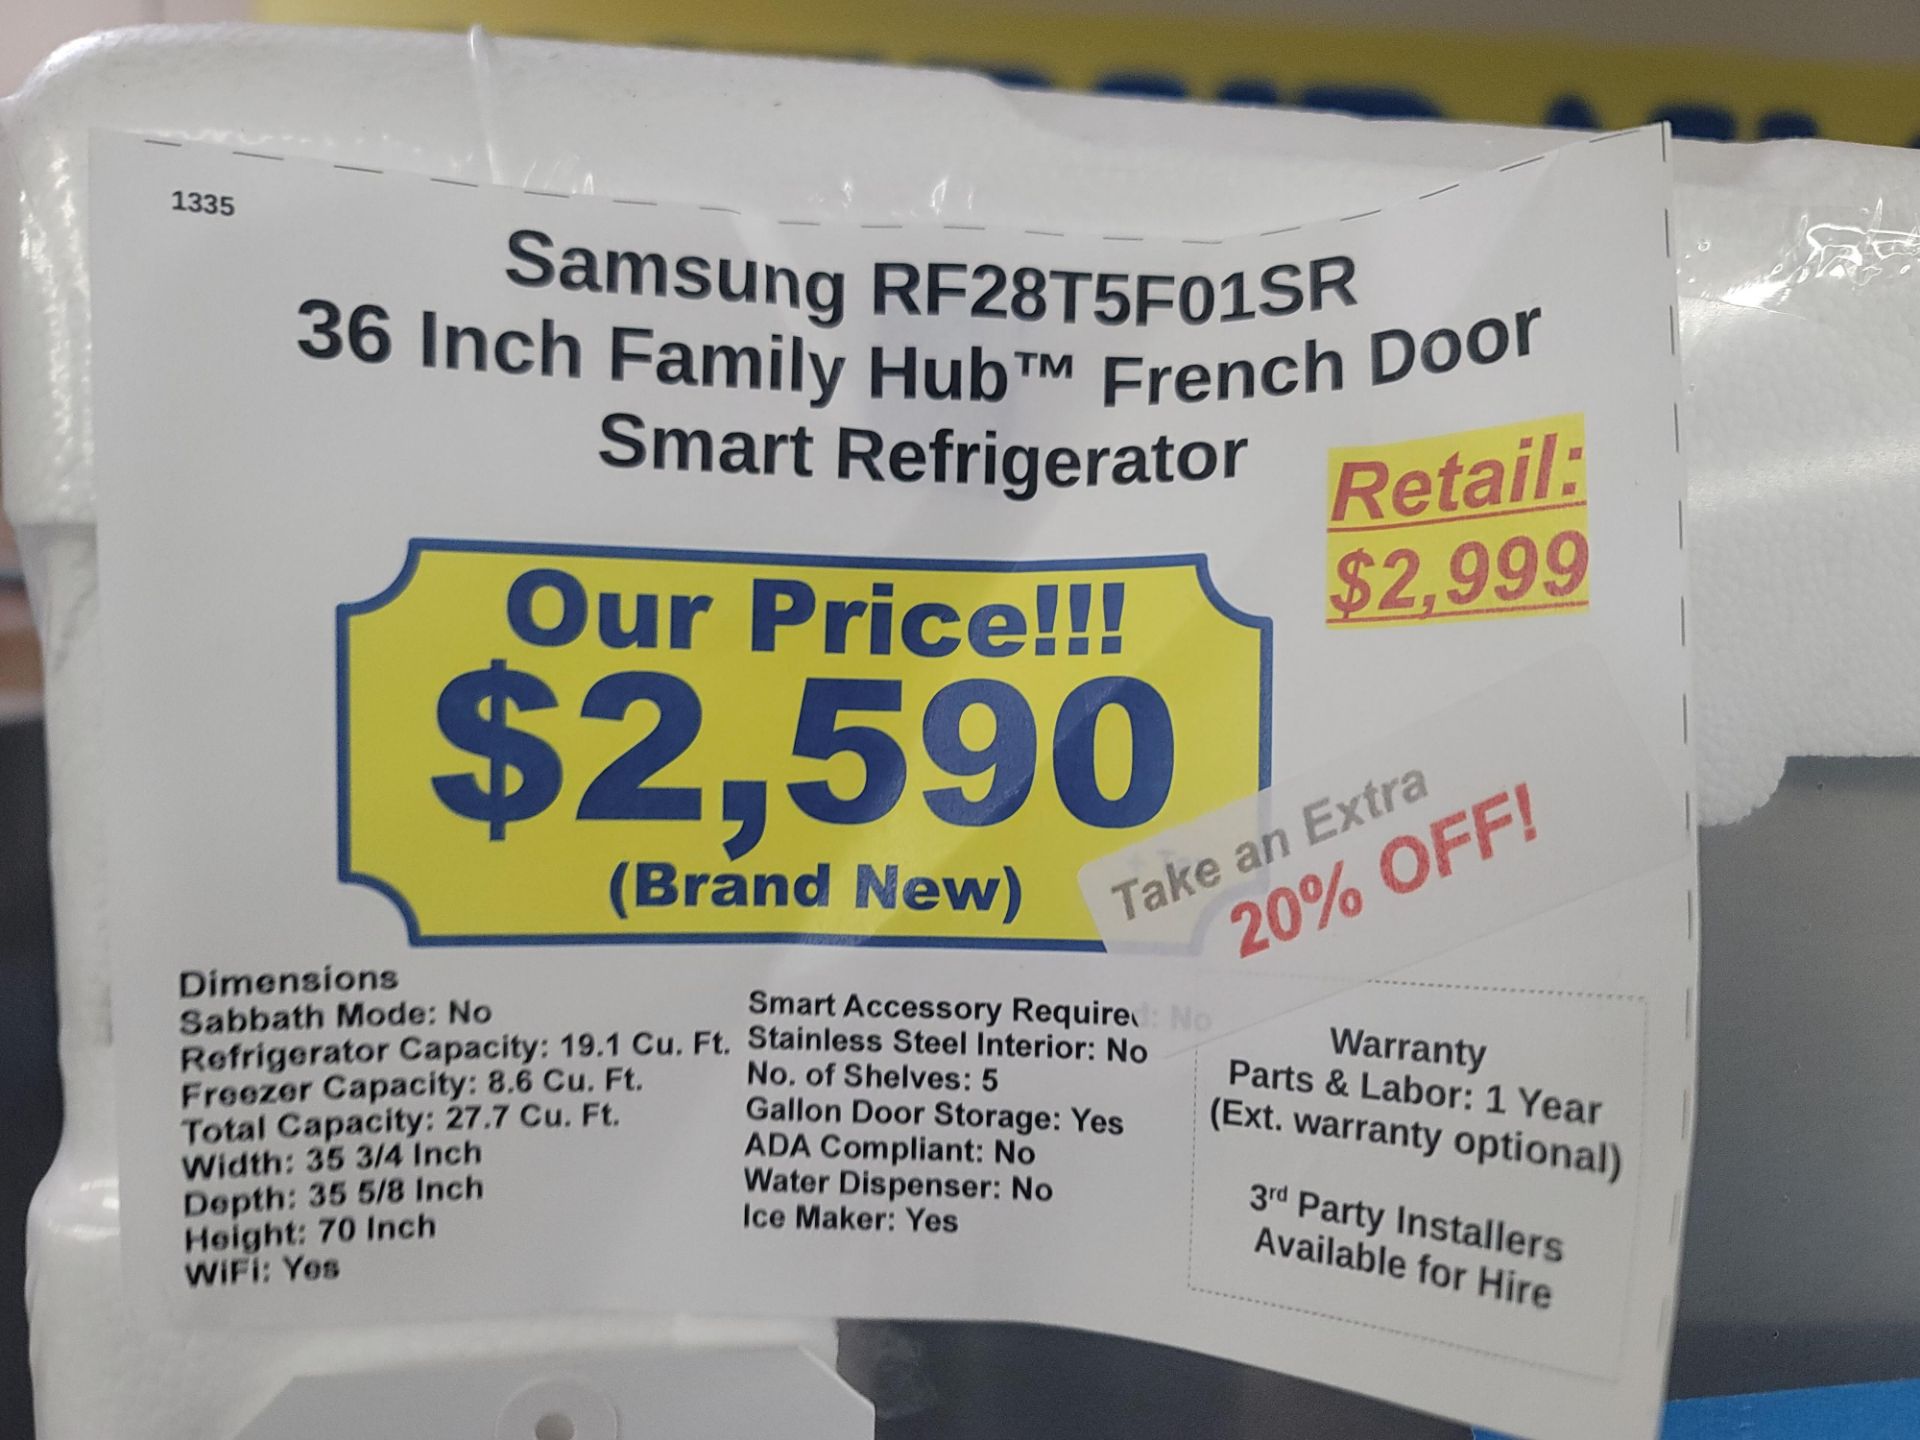 1335
Samsung RF28T5F01SR
36 Inch Family Hub™ French Door
Smart Refrigerator
Retail:
$2,999
Our Price!!!
$2,590
(Brand New)
Take an Extra
20% OFF!
Dimensions
Sabbath Mode: No
Refrigerator Capacity: 19.1 Cu. Ft.
Freezer Capacity: 8.6 Cu. Ft.
Total Capacity: 27.7 Cu. Ft.
Width: 35 3/4 Inch
Depth: 35 5/8 Inch
Height: 70 Inch
WiFi: Yes
Smart Accessory Required: No
Stainless Steel Interior: No
No. of Shelves: 5
Gallon Door Storage: Yes
ADA Compliant: No
Water Dispenser: No
Ice Maker: Yes
Warranty
Parts & Labor: 1 Year
(Ext. warranty optional)
3rd Party Installers
Available for Hire